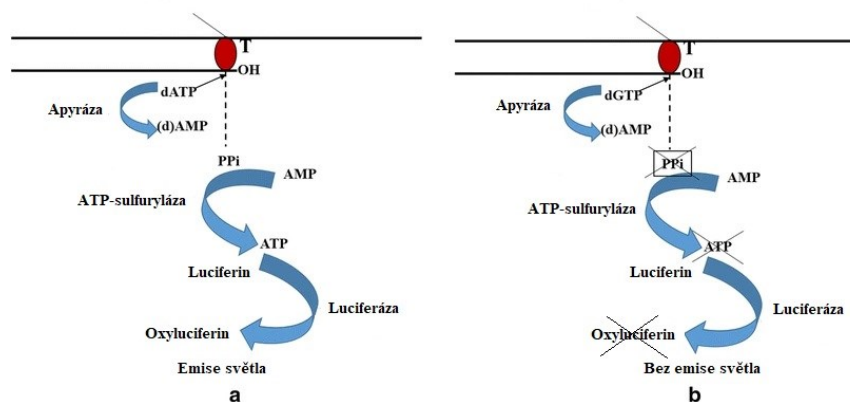 T
OH
dATP
Apyráza
(d)AMP
PPi
AMP
ATP-sulfuryláza
ATP
Luciferin
Luciferáza
Oxyluciferin
Emise světla
a
T
OH
dGTP
Apyráza
(d)AMP
PPi
AMP
ATP-sulfuryláza
ATP
Luciferin
Luciferáza
Oxyluciferin
Bez emise světla
b